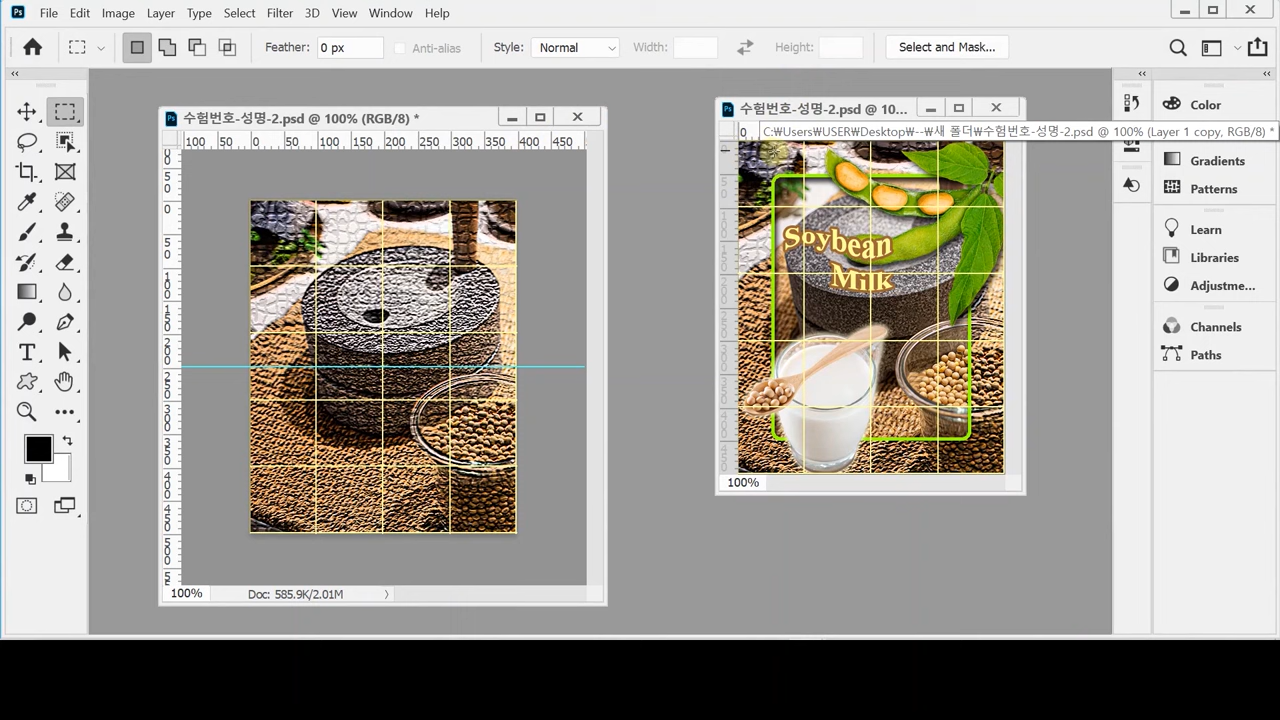 File Edit Image Layer Type Select Filter 3D View Window Help
Feather: 0 px Anti-alias Style: Normal Width: Height: Select and Mask...
수험번호-성명-2.psd @ 100% (RGB/8) *
100 50 0 50 100 150 200 250 300 350 400 450
수험번호-성명-2.psd @ 10...
C:₩Users₩USER₩Desktop₩--₩새 폴더₩수험번호-성명-2.psd @ 100% (Layer 1 copy, RGB/8) *
Color
Gradients
Patterns
Learn
Libraries
Adjustme...
Channels
Paths
Soybean
Milk
100%
100% Doc: 585.9K/2.01M